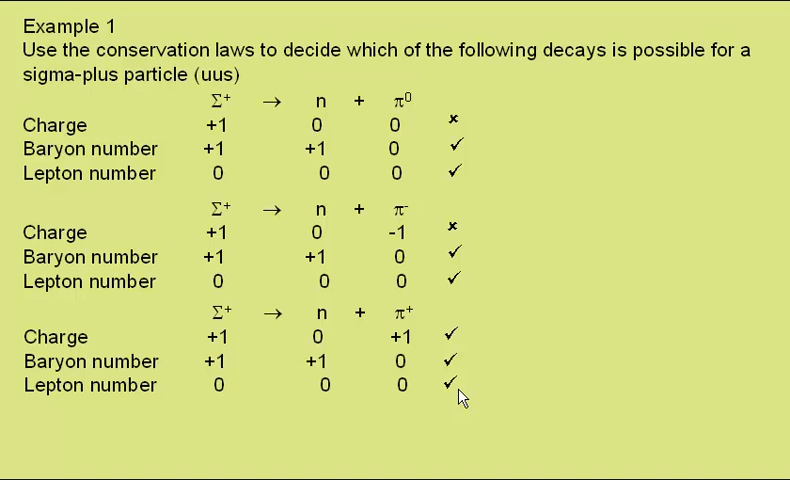 Example 1
Use the conservation laws to decide which of the following decays is possible for a
sigma-plus particle (uus)
Σ⁺ → n + π⁰
Charge +1 0 0 ×
Baryon number +1 +1 0 ✓
Lepton number 0 0 0 ✓
Σ⁺ → n + π⁻
Charge +1 0 -1 ×
Baryon number +1 +1 0 ✓
Lepton number 0 0 0 ✓
Σ⁺ → n + π⁺
Charge +1 0 +1 ✓
Baryon number +1 +1 0 ✓
Lepton number 0 0 0 ✓